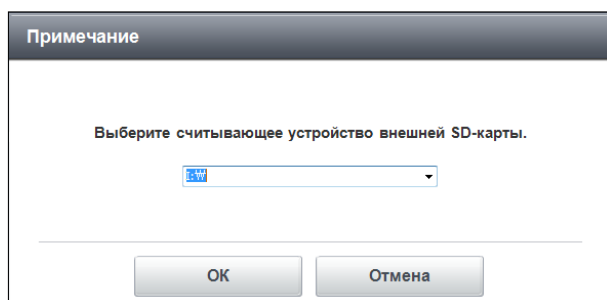 Примечание
Выберите считывающее устройство внешней SD-карты.
I:₩
ОК
Отмена